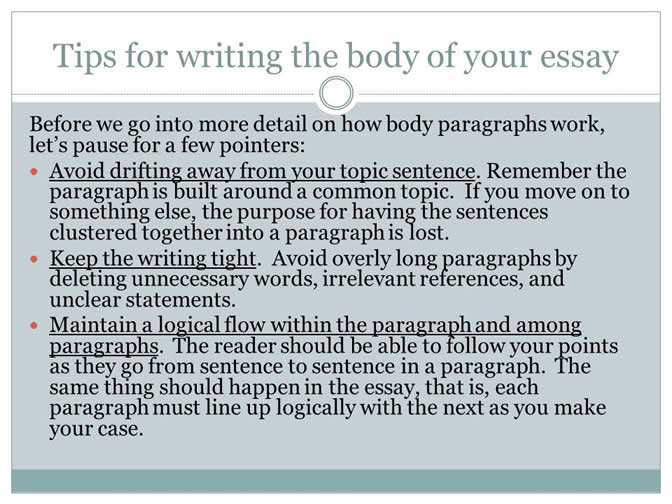 Tips for writing the body of your essay
Before we go into more detail on how body paragraphs work,
let's pause for a few pointers:
• Avoid drifting away from your topic sentence. Remember the
paragraph is built around a common topic. If you move on to
something else, the purpose for having the sentences
clustered together into a paragraph is lost.
• Keep the writing tight. Avoid overly long paragraphs by
deleting unnecessary words, irrelevant references, and
unclear statements.
• Maintain a logical flow within the paragraph and among
paragraphs. The reader should be able to follow your points
as they go from sentence to sentence in a paragraph. The
same thing should happen in the essay, that is, each
paragraph must line up logically with the next as you make
your case.